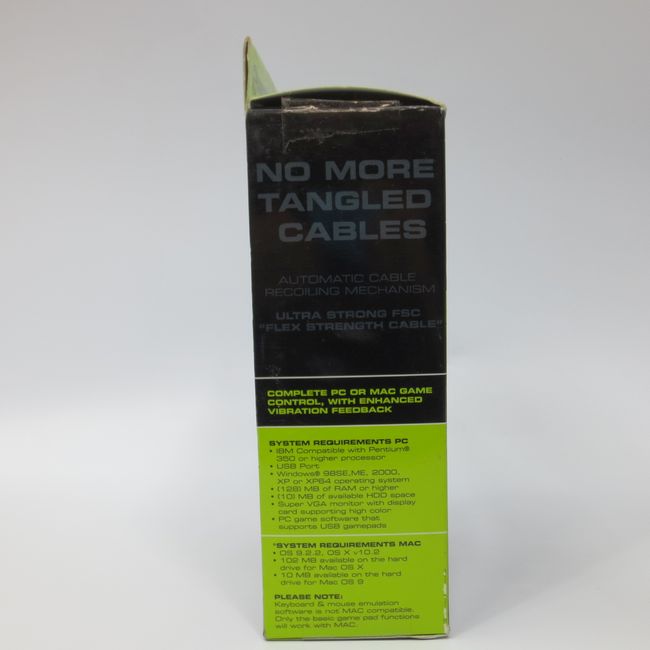 NO MORE
TANGLED
CABLES
AUTOMATIC CABLE
RECOILING MECHANISM
ULTRA STRONG FSC
"FLEX STRENGTH CABLE"
COMPLETE PC OR MAC GAME
CONTROL, WITH ENHANCED
VIBRATION FEEDBACK
SYSTEM REQUIREMENTS PC
• IBM Compatible with Pentium®
350 or higher processor
• USB Port
• Windows® 98SE,ME, 2000,
XP or XP64 operating system
• (128) MB of RAM or higher
• (10) MB of available HDD space
• Super VGA monitor with display
card supporting high color
• PC game software that
supports USB gamepads
*SYSTEM REQUIREMENTS MAC
• OS 9.2.2, OS X v10.2
• 102 MB available on the hard
drive for Mac OS X
• 10 MB available on the hard
drive for Mac OS 9
PLEASE NOTE:
Keyboard & mouse emulation
software is not MAC compatible.
Only the basic game pad functions
will work with MAC.